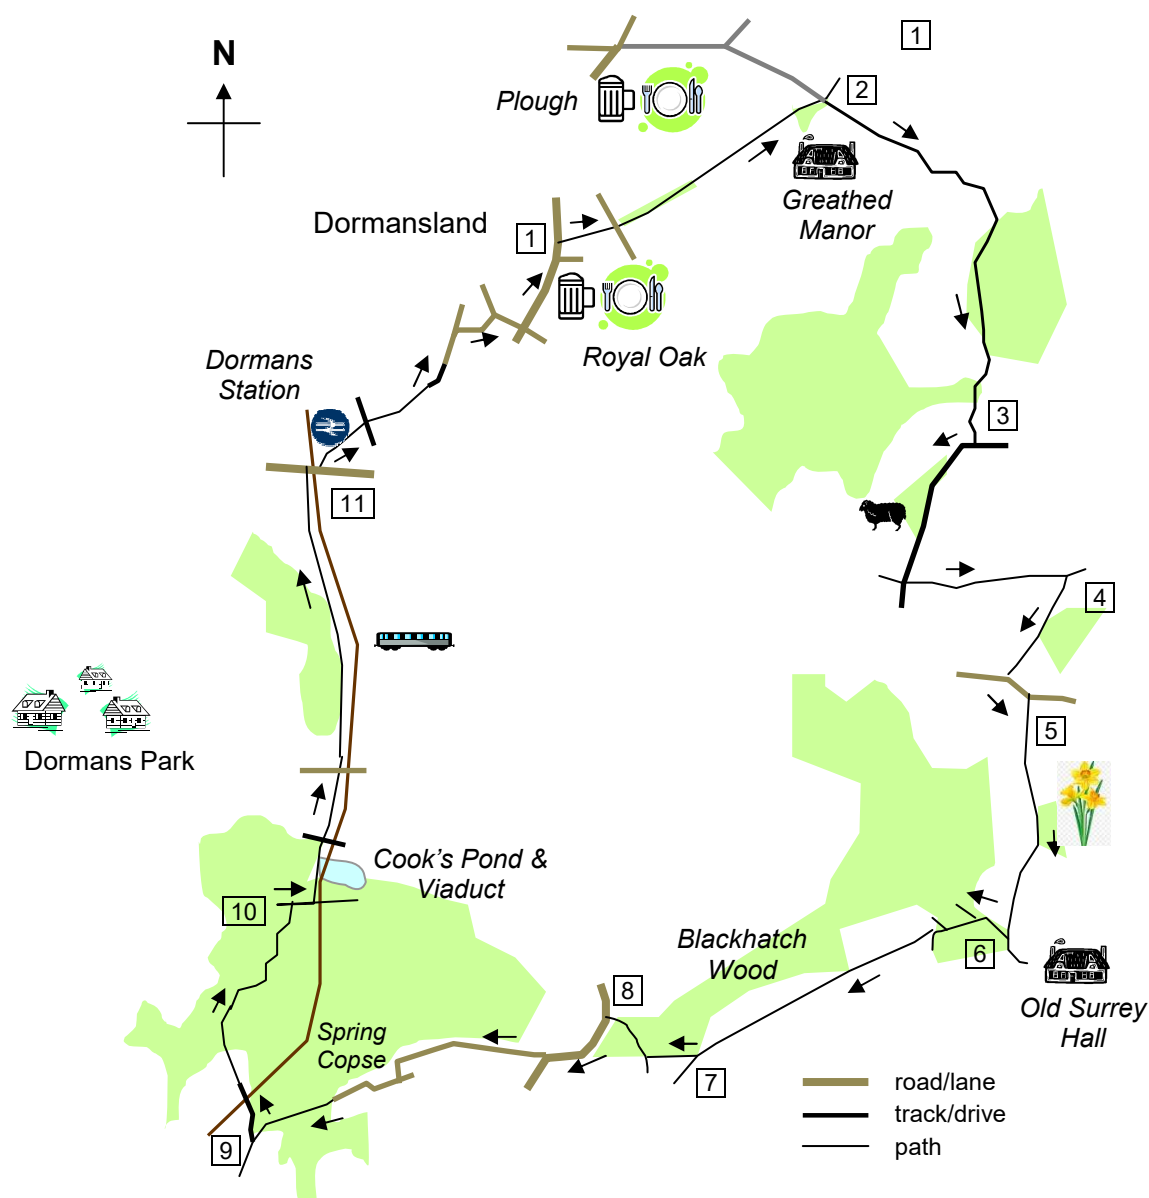 1
N
2
Plough
Greathed
Manor
Dormansland
1
Royal Oak
Dormans
Station
3
11
4
5
Dormans Park
Cook's Pond &
Viaduct
10
Blackhatch
Wood
6
Old Surrey
Hall
8
Spring
Copse
7
9
road/lane
track/drive
path